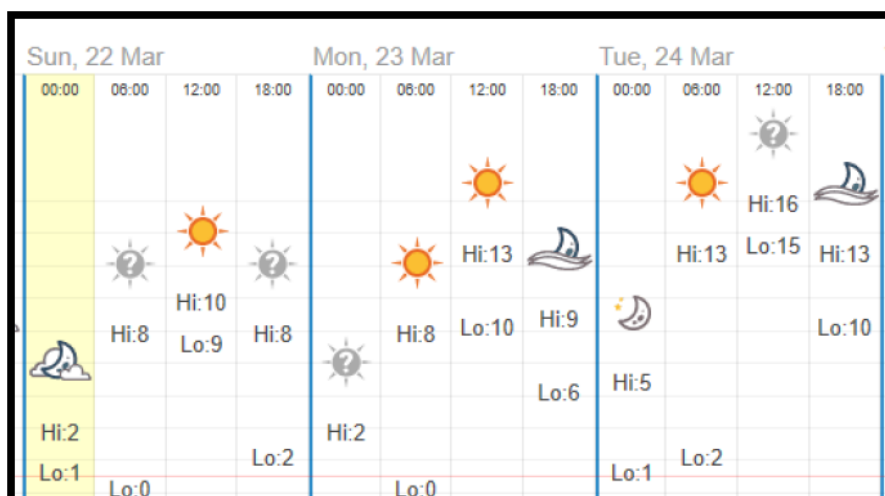 Sun, 22 Mar Mon, 23 Mar Tue, 24 Mar
00:00 06:00 12:00 18:00 00:00 06:00 12:00 18:00 00:00 06:00 12:00 18:00
? ?
Hi:16
Hi:13 Hi:13 Lo:15 Hi:13
? ?
Hi:10 Hi:9
Hi:8 Lo:9 Hi:8 Hi:8 Lo:10 Lo:10
?
Hi:5
Lo:6
Hi:2 Hi:2
Lo:1 Lo:2 Lo:1 Lo:2
Lo:0 Lo:0